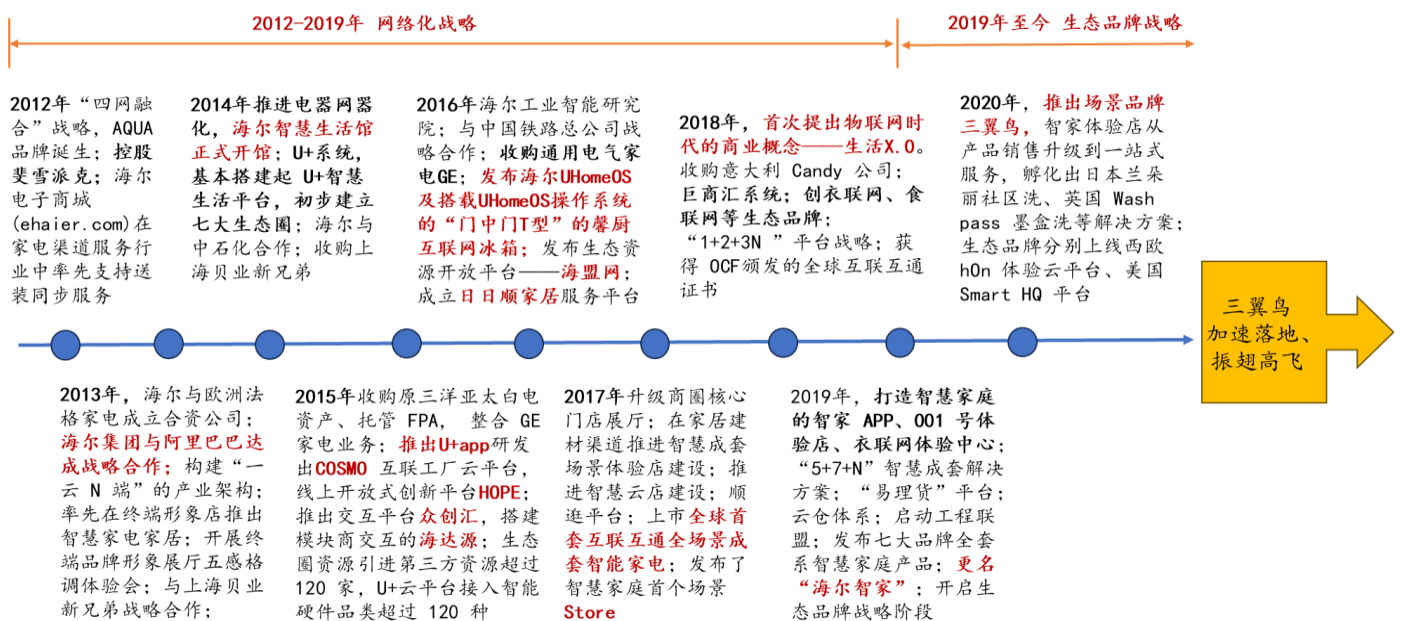 2012-2019年 网络化战略
2019年至今 生态品牌战略
2012年“四网融
合”战略，AQUA
品牌诞生；控股
斐雪派克；海尔
电子商城
(ehaier.com)在
家电渠道服务行
业中率先支持送
装同步服务
2014年推进电器网器
化，海尔智慧生活馆
正式开馆；U+系统，
基本搭建起 U+智慧
生活平台，初步建立
七大生态圈；海尔与
中石化合作；收购上
海贝业新兄弟
2016年海尔工业智能研究
院；与中国铁路总公司战
略合作；收购通用电气家
电GE；发布海尔UHomeOS
及搭载UHomeOS操作系统
的“门中门T型”的馨厨
互联网冰箱；发布生态资
源开放平台——海盟网；
成立日日顺家居服务平台
2018年，首次提出物联网时
代的商业概念——生活X.0。
收购意大利 Candy 公司；
巨商汇系统；创衣联网、食
联网等生态品牌；
“1+2+3N ”平台战略；获
得 OCF颁发的全球互联互通
证书
2020年，推出场景品牌
三翼鸟，智家体验店从
产品销售升级到一站式
服务，孵化出日本兰朵
丽社区洗、英国 Wash
pass 墨盒洗等解决方案；
生态品牌分别上线西欧
hOn 体验云平台、美国
Smart HQ 平台
三翼鸟
加速落地、
振翅高飞
2013年，海尔与欧洲法
格家电成立合资公司；
海尔集团与阿里巴巴达
成战略合作；构建“一
云 N 端”的产业架构；
率先在终端形象店推出
智慧家电家居；开展终
端品牌形象展厅五感格
调体验会；与上海贝业
新兄弟战略合作；
2015年收购原三洋亚太白电
资产、托管 FPA， 整合 GE
家电业务；推出U+app研发
出COSMO 互联工厂云平台，
线上开放式创新平台HOPE；
推出交互平台众创汇，搭建
模块商交互的海达源；生态
圈资源引进第三方资源超过
120 家，U+云平台接入智能
硬件品类超过 120 种
2017年升级商圈核心
门店展厅；在家居建
材渠道推进智慧成套
场景体验店建设；推
进智慧云店建设；顺
逛平台；上市全球首
套互联互通全场景成
套智能家电；发布了
智慧家庭首个场景
Store
2019年，打造智慧家庭
的智家 APP、001 号体
验店、衣联网体验中心；
“5+7+N”智慧成套解决
方案；“易理货”平台；
云仓体系；启动工程联
盟；发布七大品牌全套
系智慧家庭产品；更名
“海尔智家”；开启生
态品牌战略阶段